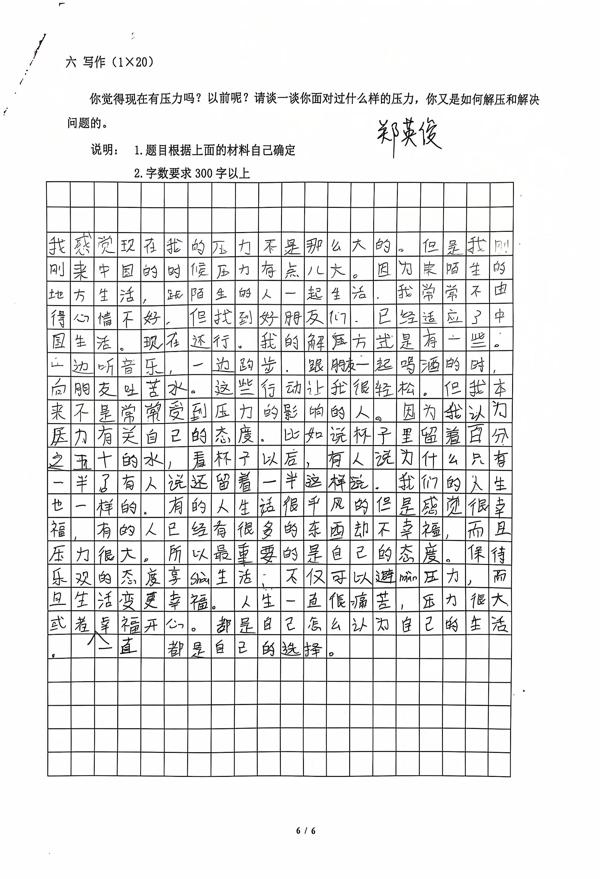 六 写作（1×20）
你觉得现在有压力吗？以前呢？请谈一谈你面对过什么样的压力，你又是如何解压和解决
问题的。
郑英俊
说明： 1.题目根据上面的材料自己确定
2.字数要求 300 字以上
我感觉现在我的压力不是那么大的。但是我刚
刚来中国的时候压力有点儿大。因为来陌生的
地方生活，跟陌生的人一起生活．我常常不由
得心情不好，但找到好朋友们．已经适应了中
国生活。现在还行。我的解压方式是有一些。
一边听音乐，一边跑步．跟朋友一起喝酒的时，
向朋友吐苦水。这些行动让我很轻松。但我本
来不是常常受到压力的影响的人。因为我认为
压力有关自己的态度．比如说杯子里留着百分
之五十的水，看杯子以后，有人说为什么只有
一半了有人说还留着一半这样说．我们的人生
也一样的．有的人生活很平风的但是感觉很幸
福，有的人已经有很多的东西却不幸福，而且
压力很大。所以最重要的是自己的态度。保待
乐观的态度享 生活；不仅可以避 压力，而
且生活变更幸福。人生一直很痛苦，压力很大
或者幸福开心。都是自己怎么认为自己的生活
．一直 都是自己的选择。
6 / 6